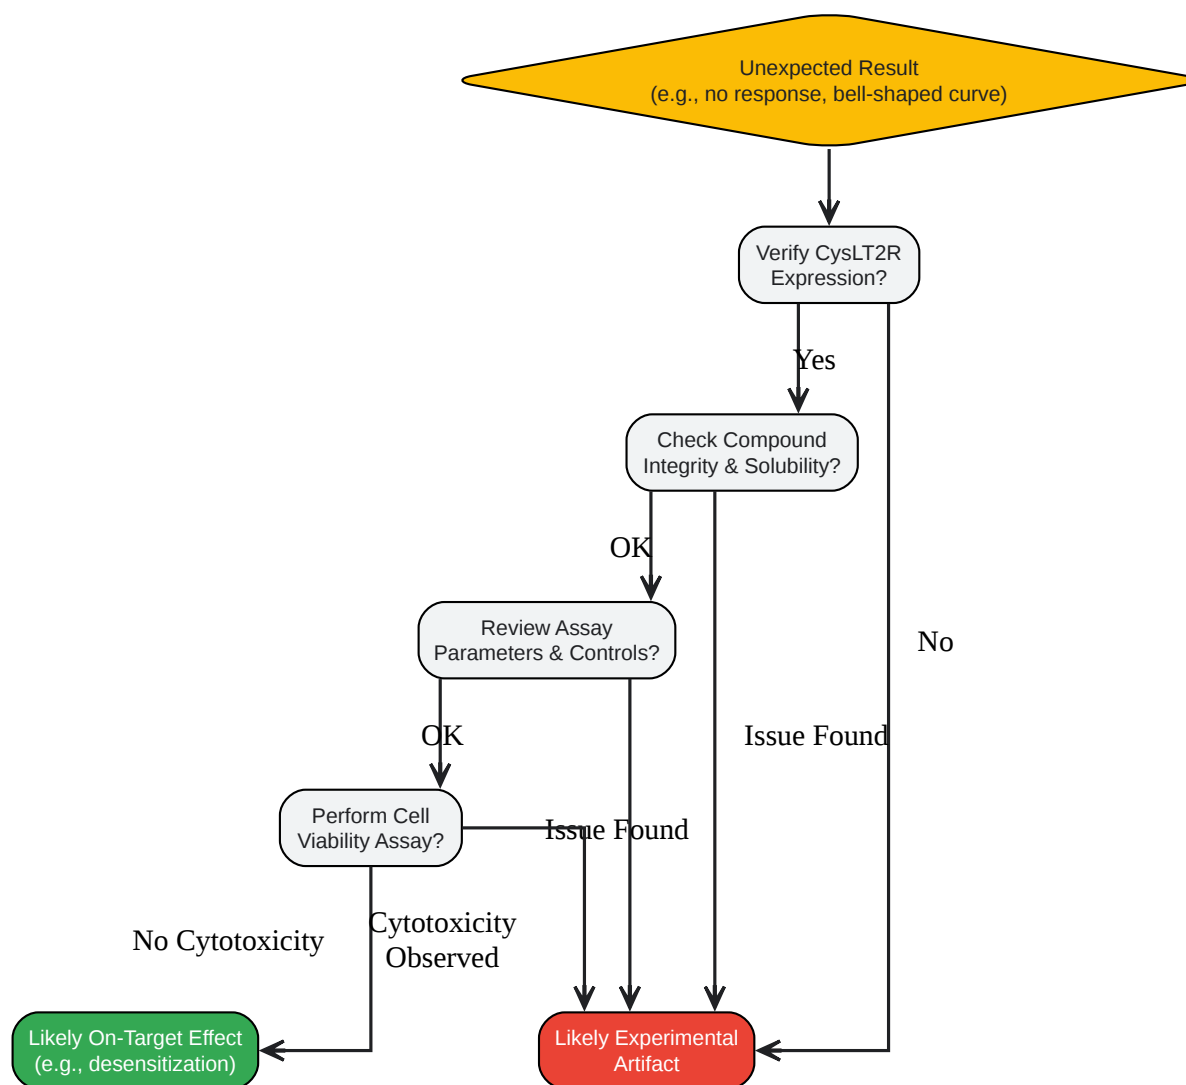 Unexpected Result
(e.g., no response, bell-shaped curve)
Verify CysLT2R
Expression?
Yes
Check Compound
Integrity & Solubility?
OK
Review Assay
Parameters & Controls?
No
OK
Issue Found
Perform Cell
Viability Assay?
Issue Found
No Cytotoxicity
Cytotoxicity
Observed
Likely On-Target Effect
(e.g., desensitization)
Likely Experimental
Artifact